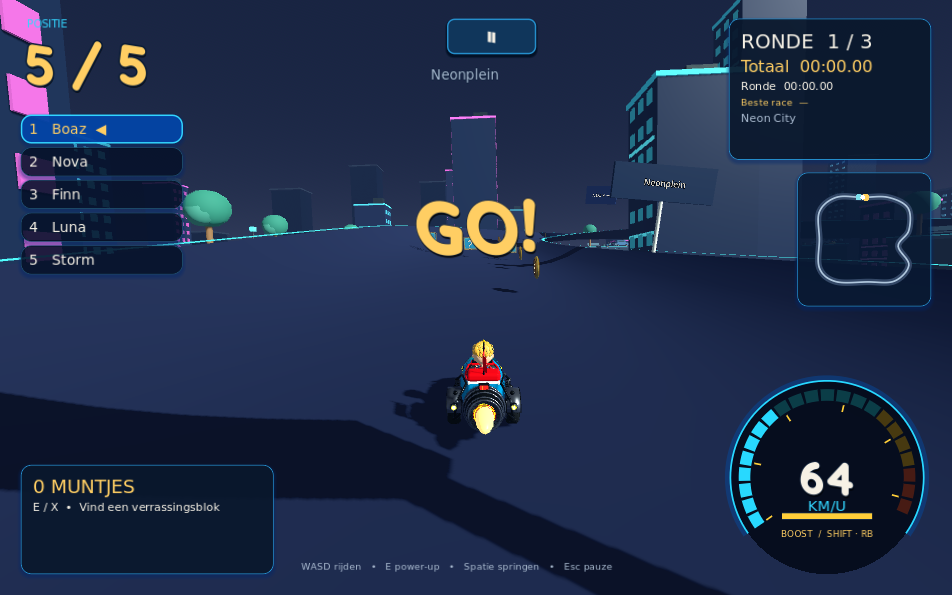 POSITIE
5 / 5
1 Boaz ◀
2 Nova
3 Finn
4 Luna
5 Storm
Neonplein
RONDE 1 / 3
Totaal 00:00.00
Ronde 00:00.00
Beste race —
Neon City
Neonplein
GO!
0 MUNTJES
E / X • Vind een verrassingsblok
64
KM/U
BOOST / SHIFT · RB
WASD rijden • E power-up • Spatie springen • Esc pauze